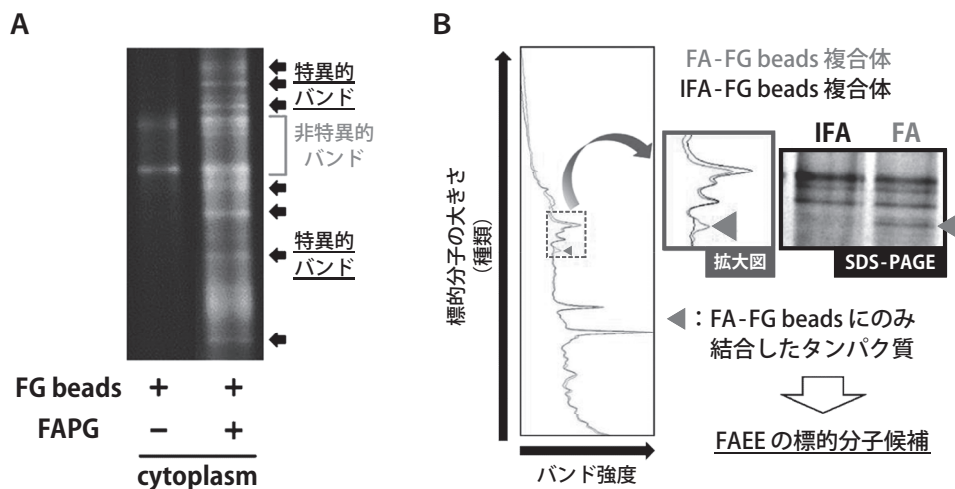 A
特異的
バンド
非特異的
バンド
特異的
バンド
FG beads + +
FAPG − +
cytoplasm
B
標的分子の大きさ
(種類)
バンド強度
FA-FG beads 複合体
IFA-FG beads 複合体
IFA FA
拡大図
SDS-PAGE
◀：FA-FG beads にのみ
結合したタンパク質
FAEE の標的分子候補